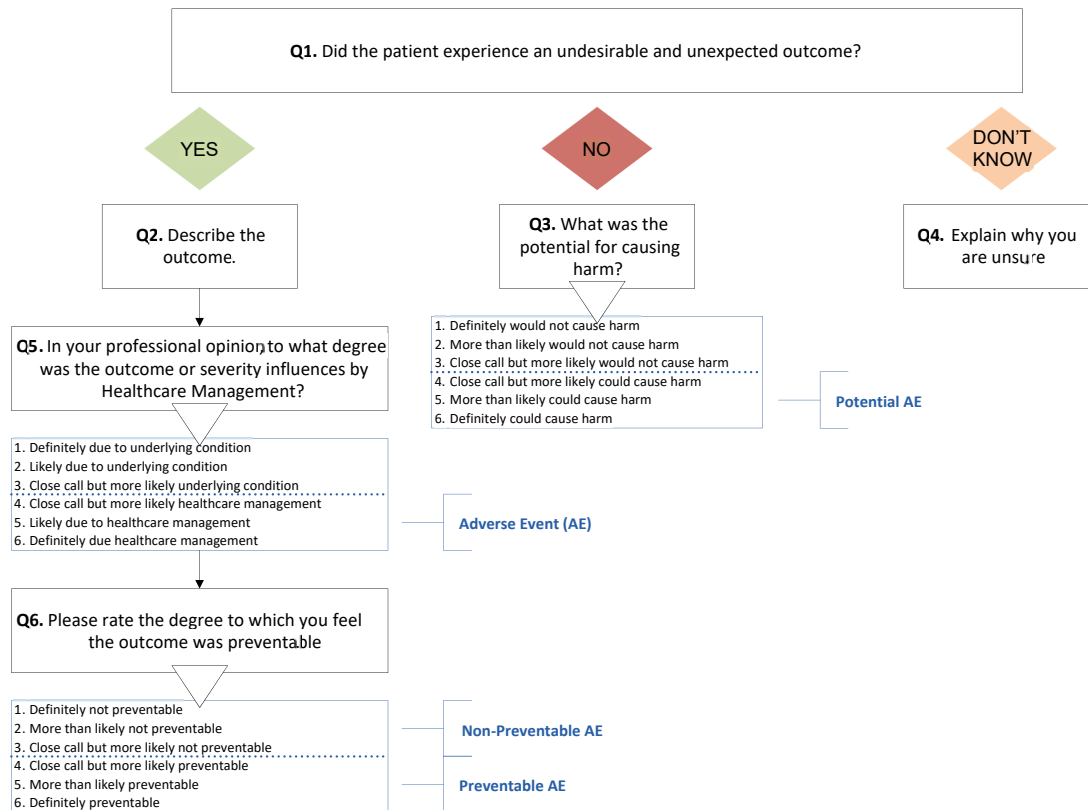 Q1. Did the patient experience an undesirable and unexpected outcome?
YES
NO
DON'T
KNOW
Q2. Describe the
outcome.
Q3. What was the
potential for causing
harm?
Q4. Explain why you
are unsure
1. Definitely would not cause harm
2. More than likely would not cause harm
3. Close call but more likely would not cause harm
4. Close call but more likely could cause harm
5. More than likely could cause harm
6. Definitely could cause harm
Potential AE
Q5. In your professional opinion, to what degree
was the outcome or severity influences by
Healthcare Management?
1. Definitely due to underlying condition
2. Likely due to underlying condition
3. Close call but more likely underlying condition
4. Close call but more likely healthcare management
5. Likely due to healthcare management
6. Definitely due healthcare management
Adverse Event (AE)
Q6. Please rate the degree to which you feel
the outcome was preventable
1. Definitely not preventable
2. More than likely not preventable
3. Close call but more likely not preventable
4. Close call but more likely preventable
5. More than likely preventable
6. Definitely preventable
Non-Preventable AE
Preventable AE